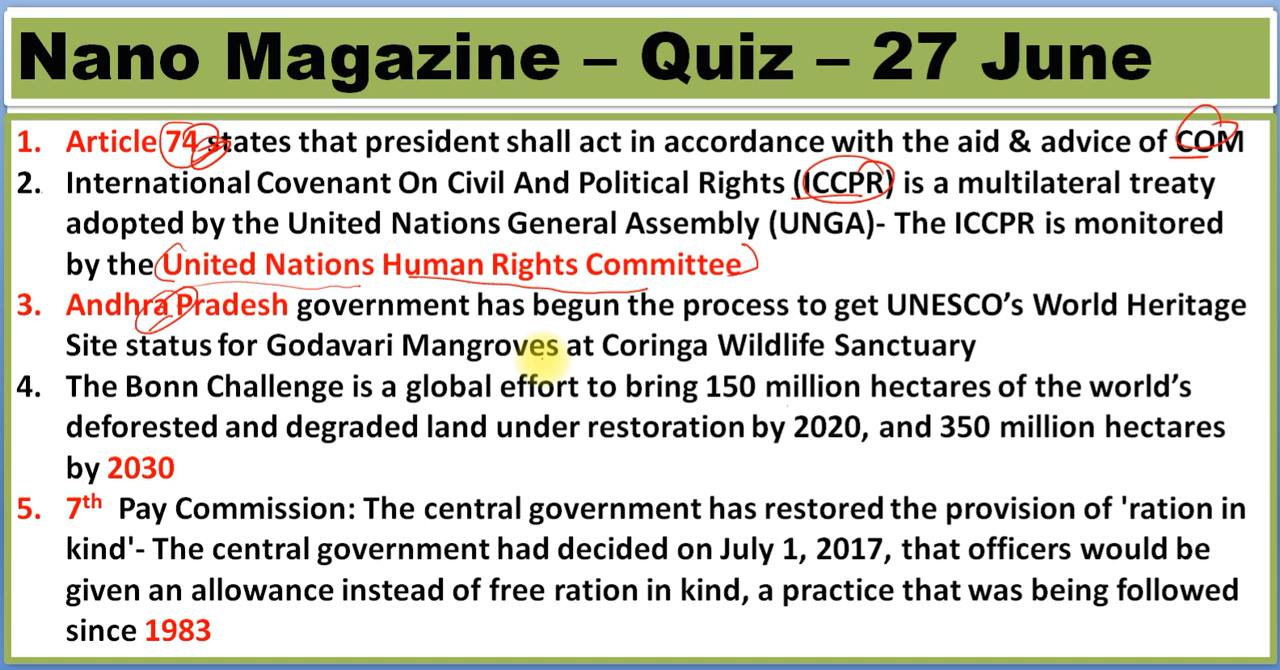 Nano Magazine – Quiz – 27 June
1. Article 74 states that president shall act in accordance with the aid & advice of COM
2. International Covenant On Civil And Political Rights (ICCPR) is a multilateral treaty
adopted by the United Nations General Assembly (UNGA)- The ICCPR is monitored
by the United Nations Human Rights Committee
3. Andhra Pradesh government has begun the process to get UNESCO’s World Heritage
Site status for Godavari Mangroves at Coringa Wildlife Sanctuary
4. The Bonn Challenge is a global effort to bring 150 million hectares of the world’s
deforested and degraded land under restoration by 2020, and 350 million hectares
by 2030
5. 7th Pay Commission: The central government has restored the provision of 'ration in
kind'- The central government had decided on July 1, 2017, that officers would be
given an allowance instead of free ration in kind, a practice that was being followed
since 1983